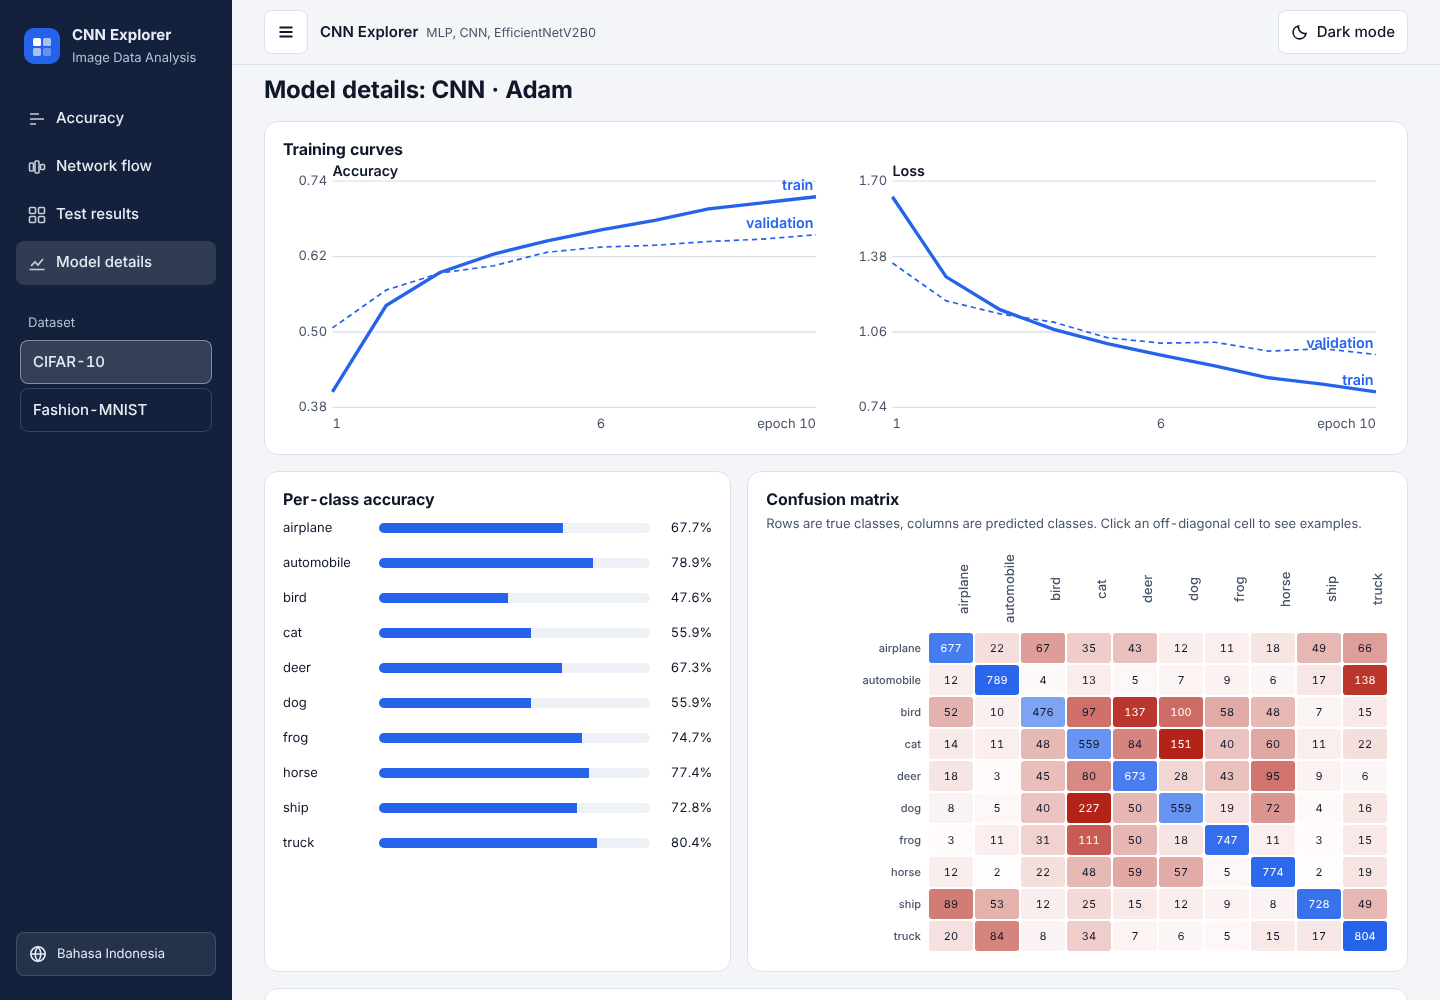 CNN Explorer
Image Data Analysis
Accuracy
Network flow
Test results
Model details
Dataset
CIFAR-10
Fashion-MNIST
Bahasa Indonesia
CNN Explorer MLP, CNN, EfficientNetV2B0
Dark mode
Model details: CNN · Adam
Training curves
Accuracy
0.74
0.62
0.50
0.38
train
validation
1 6 epoch 10
Loss
1.70
1.38
1.06
0.74
validation
train
1 6 epoch 10
Per-class accuracy
airplane 67.7%
automobile 78.9%
bird 47.6%
cat 55.9%
deer 67.3%
dog 55.9%
frog 74.7%
horse 77.4%
ship 72.8%
truck 80.4%
Confusion matrix
Rows are true classes, columns are predicted classes. Click an off-diagonal cell to see examples.
airplane automobile bird cat deer dog frog horse ship truck
airplane 677 22 67 35 43 12 11 18 49 66
automobile 12 789 4 13 5 7 9 6 17 138
bird 52 10 476 97 137 100 58 48 7 15
cat 14 11 48 559 84 151 40 60 11 22
deer 18 3 45 80 673 28 43 95 9 6
dog 8 5 40 227 50 559 19 72 4 16
frog 3 11 31 111 50 18 747 11 3 15
horse 12 2 22 48 59 57 5 774 2 19
ship 89 53 12 25 15 12 9 8 728 49
truck 20 84 8 34 7 6 5 15 17 804